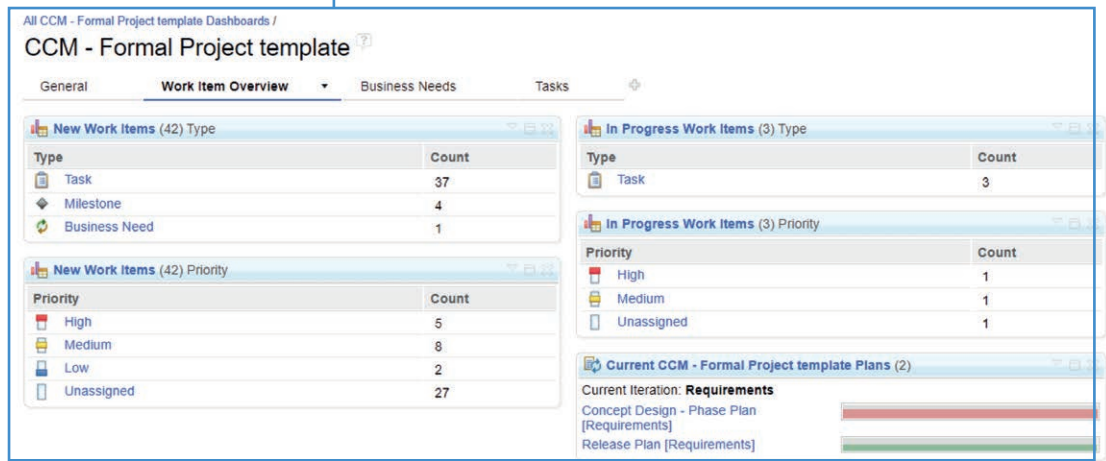 All CCM - Formal Project template Dashboards /
CCM - Formal Project template ?
General Work Item Overview Business Needs Tasks
New Work Items (42) Type
Type Count
Task 37
Milestone 4
Business Need 1
New Work Items (42) Priority
Priority Count
High 5
Medium 8
Low 2
Unassigned 27
In Progress Work Items (3) Type
Type Count
Task 3
In Progress Work Items (3) Priority
Priority Count
High 1
Medium 1
Unassigned 1
Current CCM - Formal Project template Plans (2)
Current Iteration: Requirements
Concept Design - Phase Plan
[Requirements]
Release Plan [Requirements]